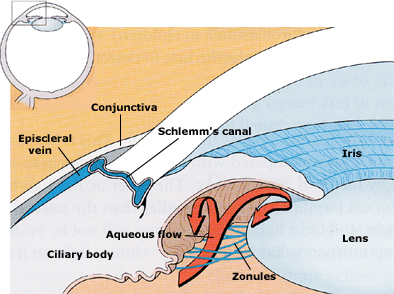 Conjunctiva
Schlemm's canal
Episcleral
vein
Iris
Aqueous flow
Lens
Ciliary body
Zonules